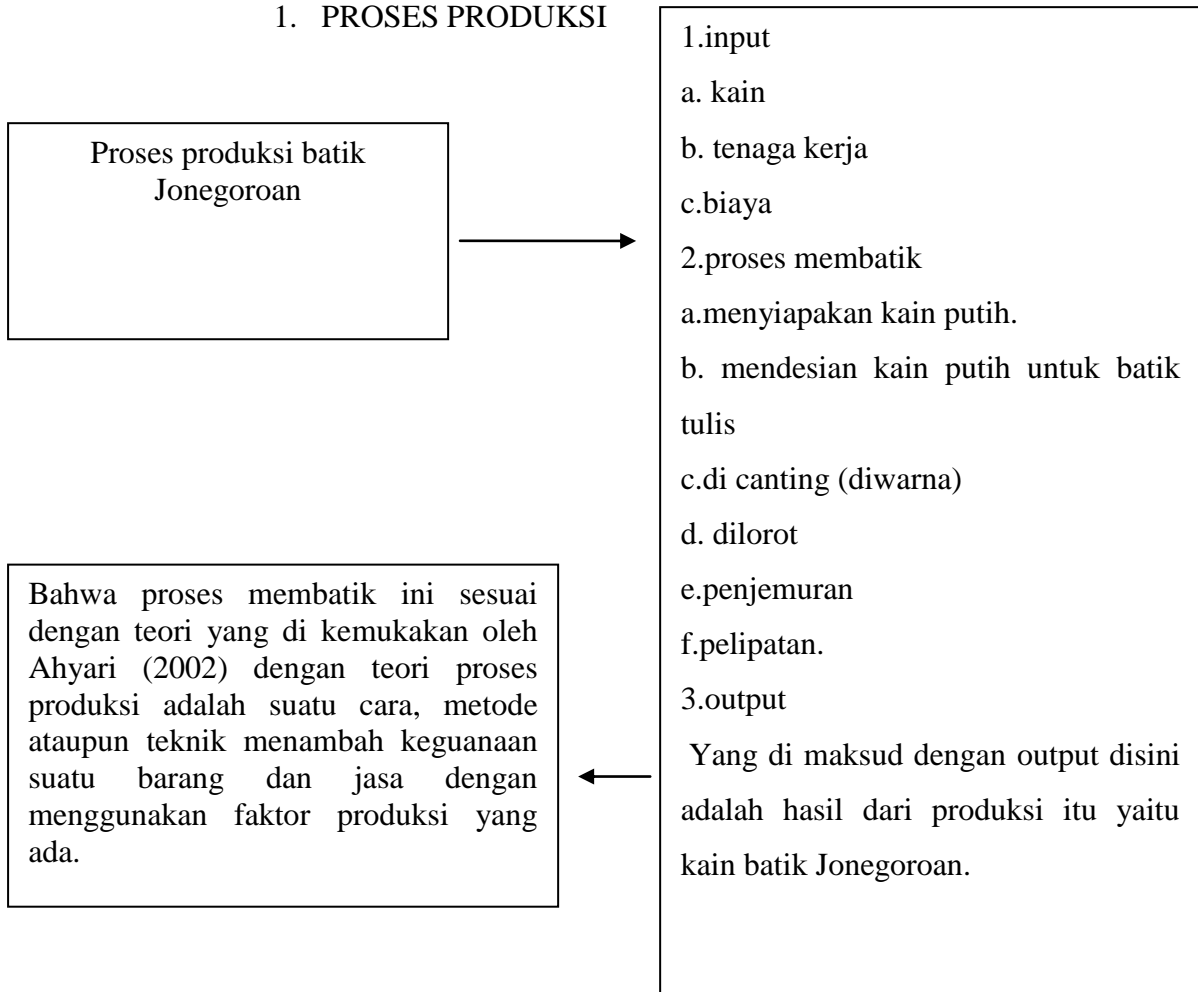 1. PROSES PRODUKSI
Proses produksi batik
Jonegoroan
1.input
a. kain
b. tenaga kerja
c.biaya
2.proses membatik
a.menyiapakan kain putih.
b. mendesian kain putih untuk batik
tulis
c.di canting (diwarna)
d. dilorot
e.penjemuran
f.pelipatan.
3.output
Yang di maksud dengan output disini
adalah hasil dari produksi itu yaitu
kain batik Jonegoroan.
Bahwa proses membatik ini sesuai
dengan teori yang di kemukakan oleh
Ahyari (2002) dengan teori proses
produksi adalah suatu cara, metode
ataupun teknik menambah keguanaan
suatu barang dan jasa dengan
menggunakan faktor produksi yang
ada.